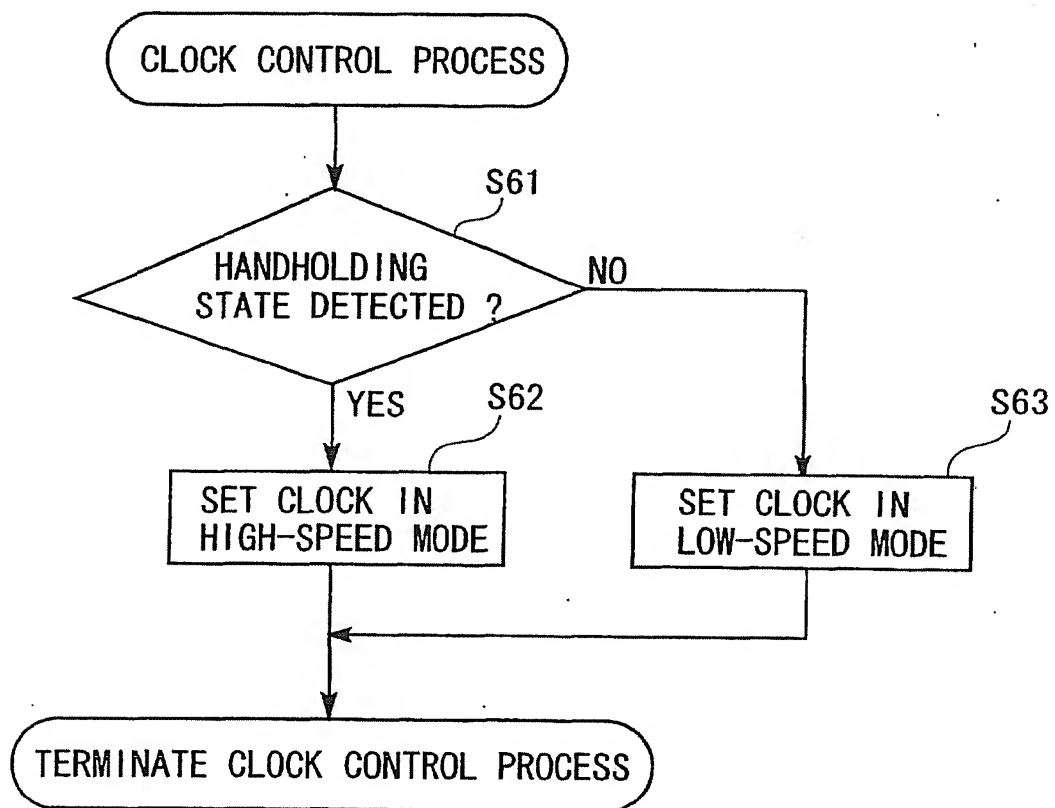 CLOCK CONTROL PROCESS
S61
HANDHOLDING
STATE DETECTED ?
NO
YES
S62
S63
SET CLOCK IN
HIGH-SPEED MODE
SET CLOCK IN
LOW-SPEED MODE
TERMINATE CLOCK CONTROL PROCESS